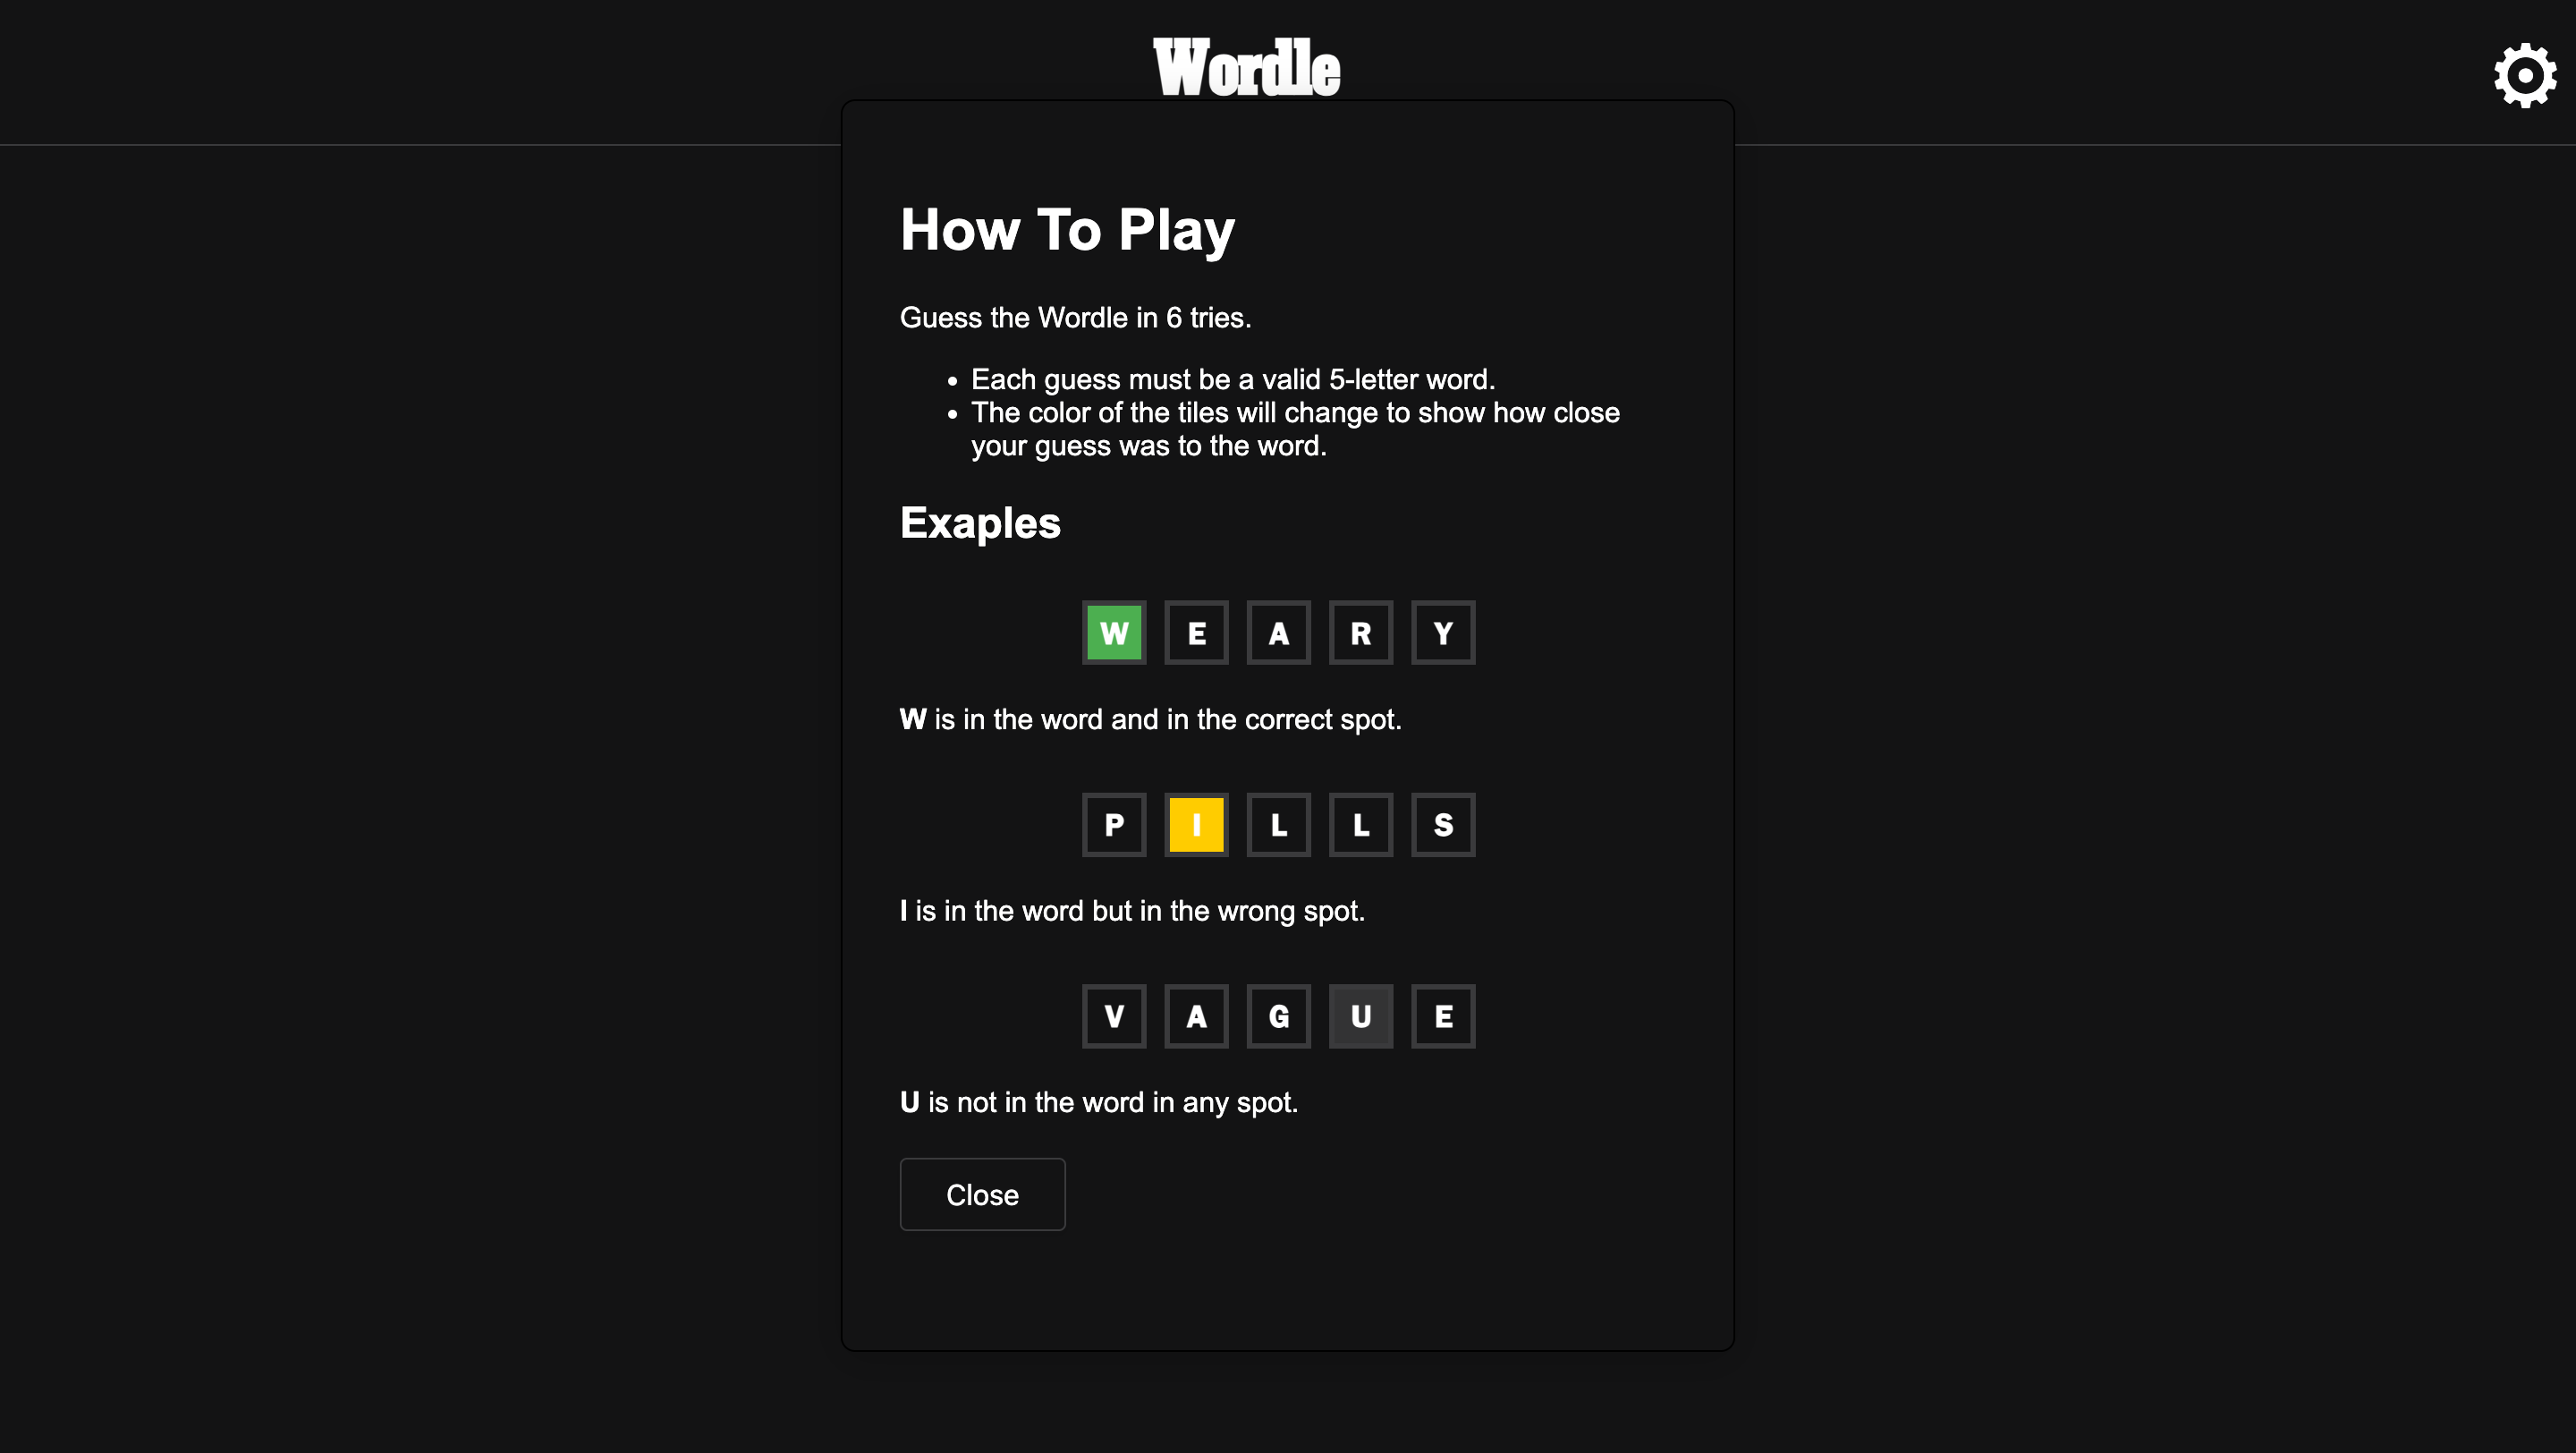 Wordle
How To Play
Guess the Wordle in 6 tries.
• Each guess must be a valid 5-letter word.
• The color of the tiles will change to show how close
your guess was to the word.
Exaples
W E A R Y
W is in the word and in the correct spot.
P I L L S
I is in the word but in the wrong spot.
V A G U E
U is not in the word in any spot.
Close